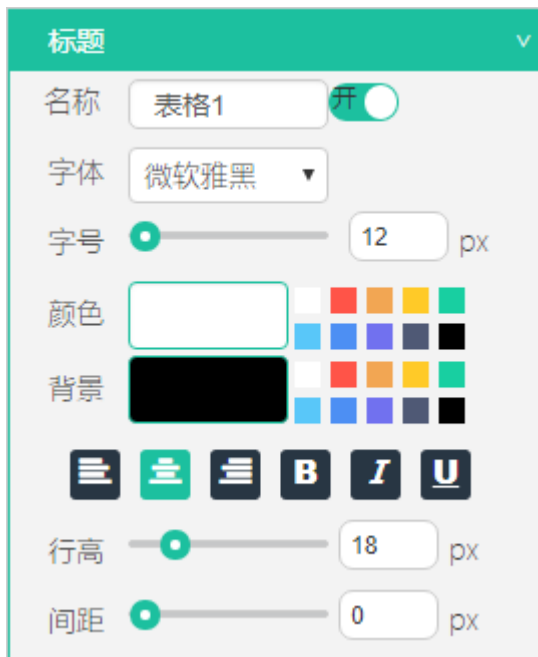 标题
名称 表格1 开
字体 微软雅黑
字号 12 px
颜色
背景
B I U
行高 18 px
间距 0 px